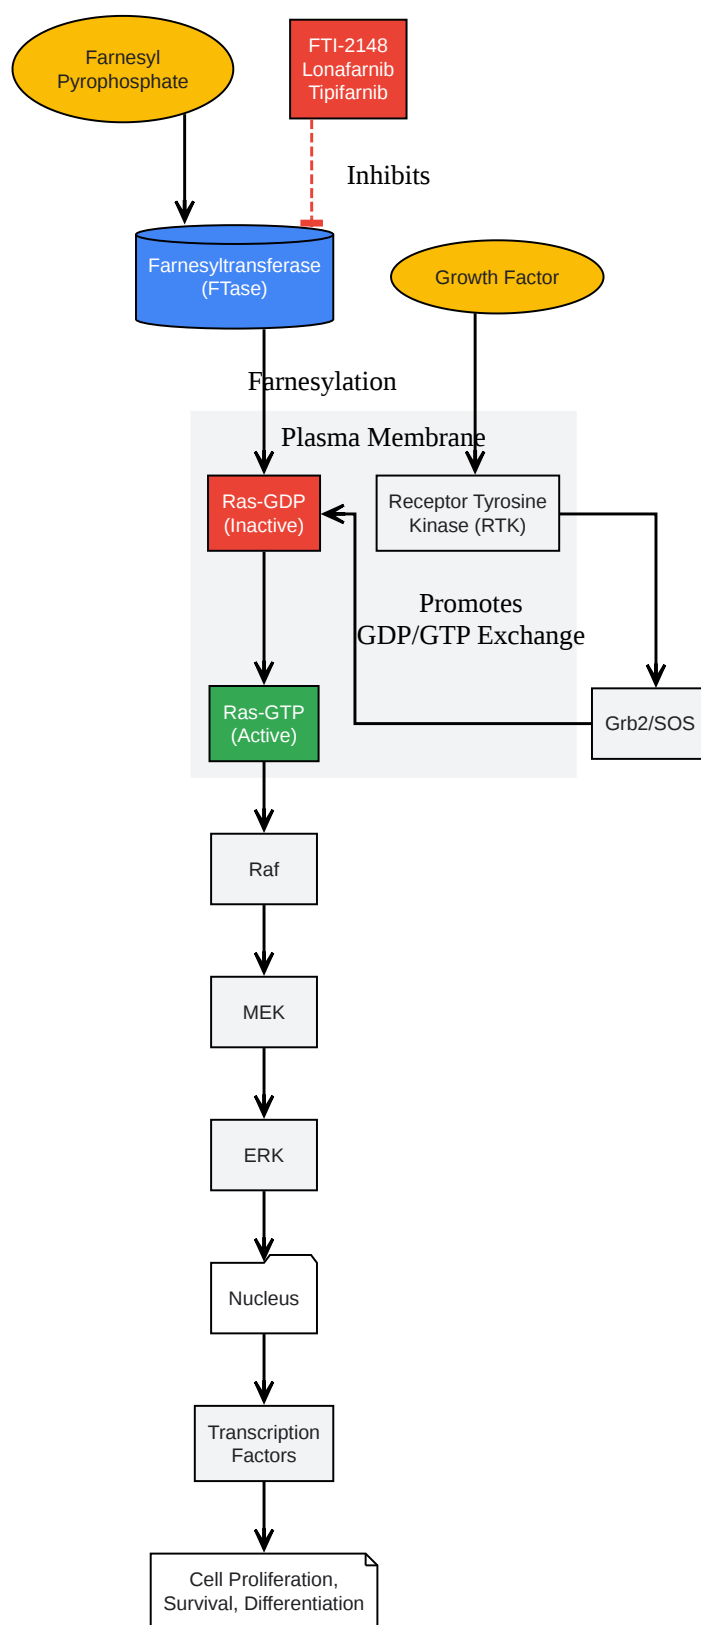 Farnesyl
Pyrophosphate
FTI-2148
Lonafarnib
Tipifarnib
Inhibits
Farnesyltransferase
(FTase)
Growth Factor
Farnesylation
Plasma Membrane
Ras-GDP
(Inactive)
Receptor Tyrosine
Kinase (RTK)
Promotes
GDP/GTP Exchange
Ras-GTP
(Active)
Grb2/SOS
Raf
MEK
ERK
Nucleus
Transcription
Factors
Cell Proliferation,
Survival, Differentiation